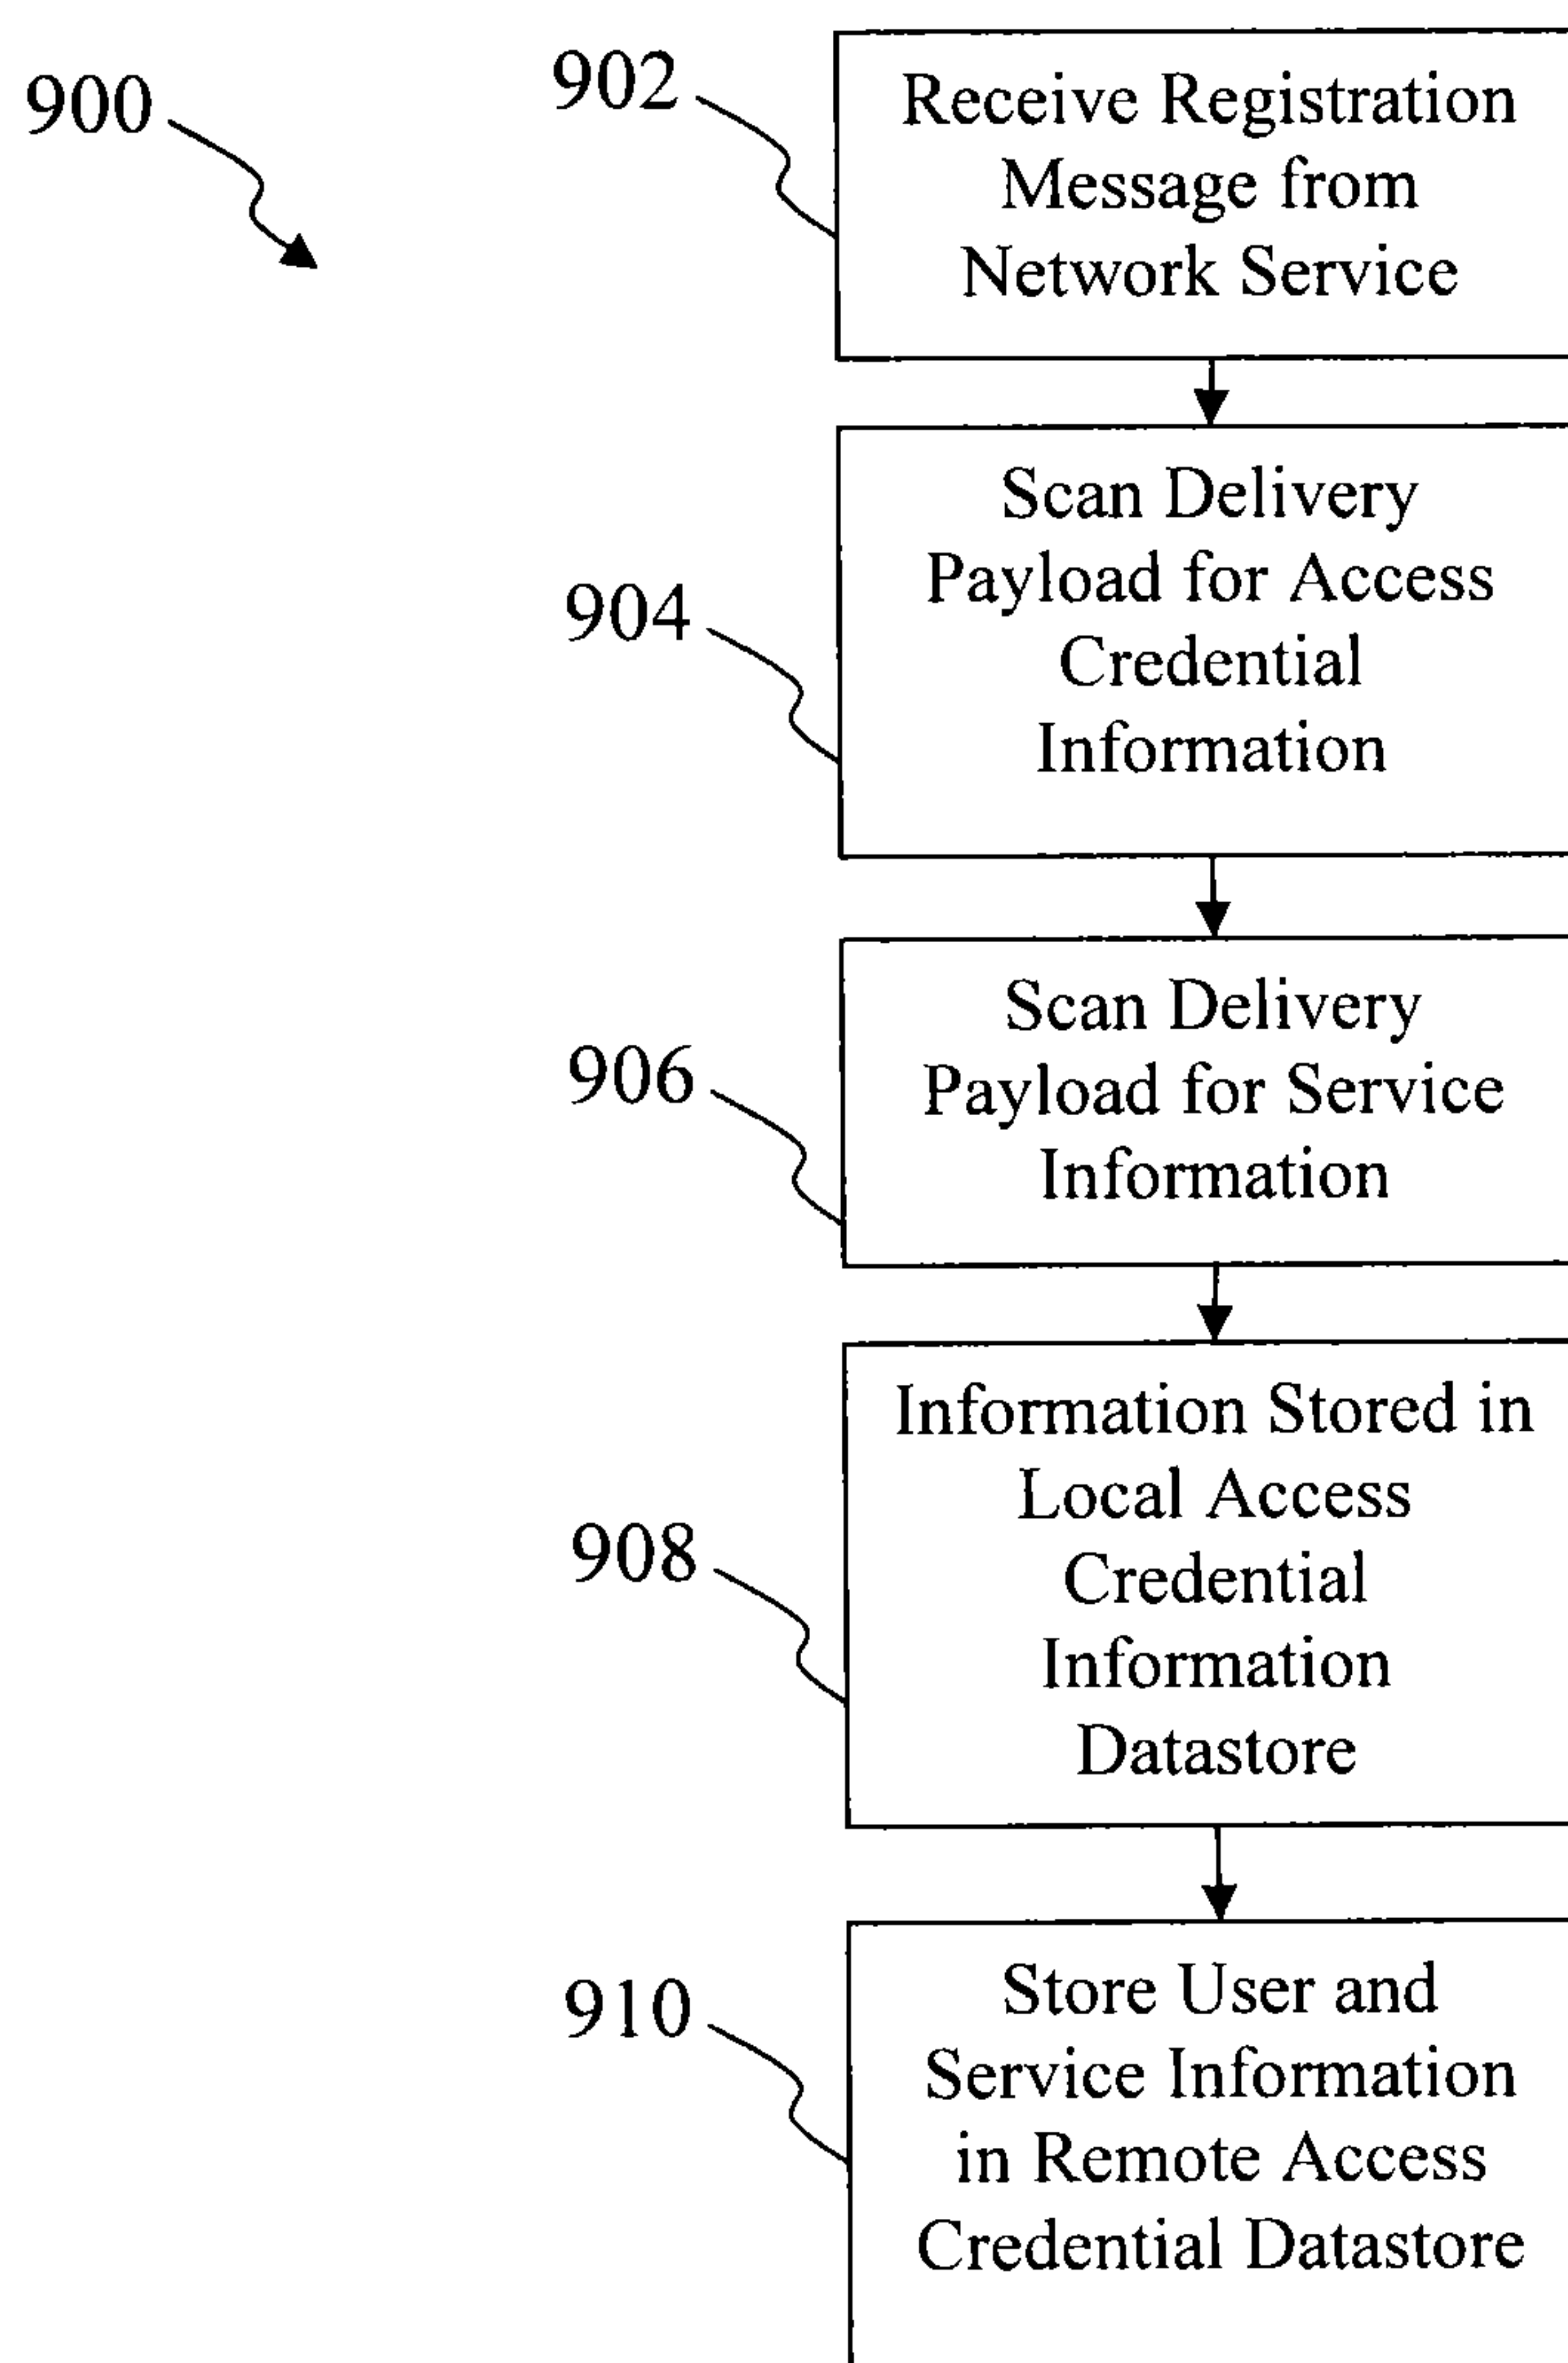 900
902
Receive Registration
Message from
Network Service
904
Scan Delivery
Payload for Access
Credential
Information
906
Scan Delivery
Payload for Service
Information
908
Information Stored in
Local Access
Credential
Information
Datastore
910
Store User and
Service Information
in Remote Access
Credential Datastore